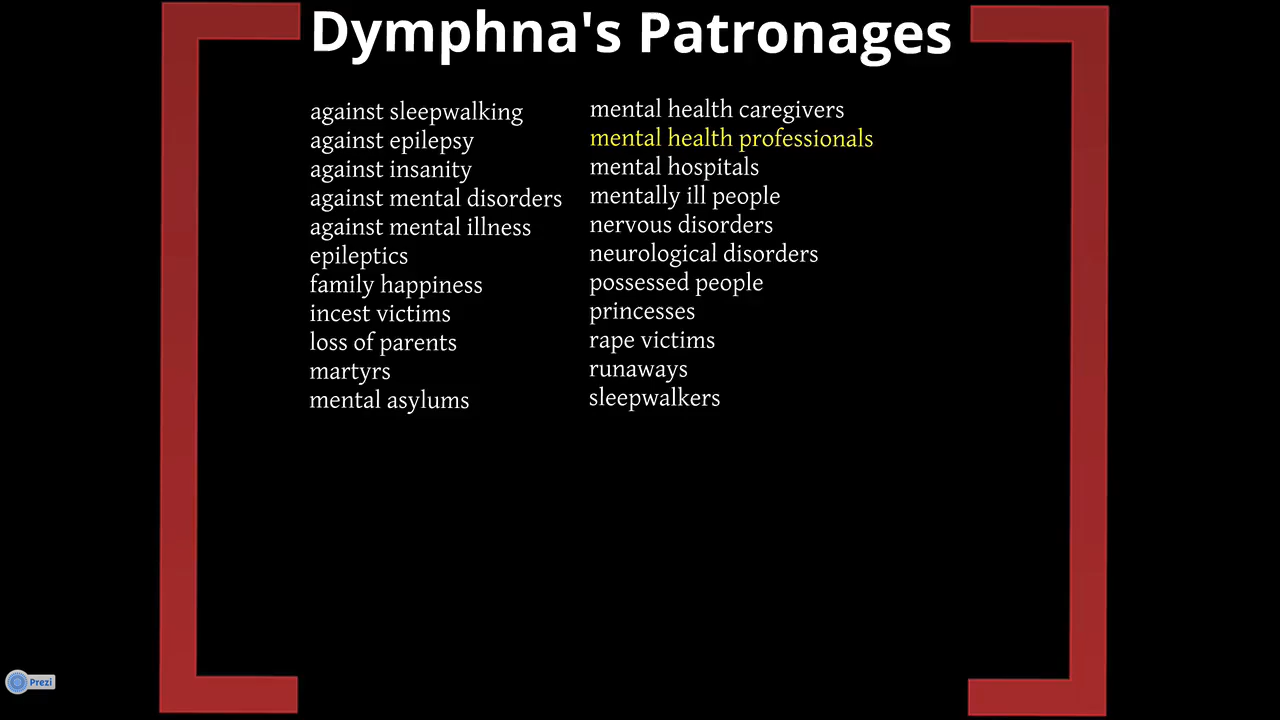 Dymphna's Patronages
against sleepwalking
against epilepsy
against insanity
against mental disorders
against mental illness
epileptics
family happiness
incest victims
loss of parents
martyrs
mental asylums
mental health caregivers
mental health professionals
mental hospitals
mentally ill people
nervous disorders
neurological disorders
possessed people
princesses
rape victims
runaways
sleepwalkers
Prezi